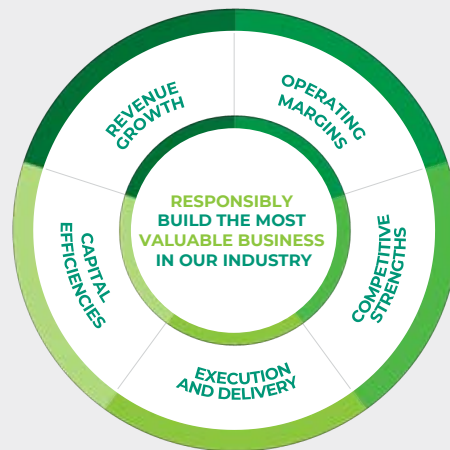 REVENUE
GROWTH
OPERATING
MARGINS
RESPONSIBLY
BUILD THE MOST
VALUABLE BUSINESS
IN OUR INDUSTRY
CAPITAL
EFFICIENCIES
COMPETITIVE
STRENGTHS
EXECUTION
AND DELIVERY